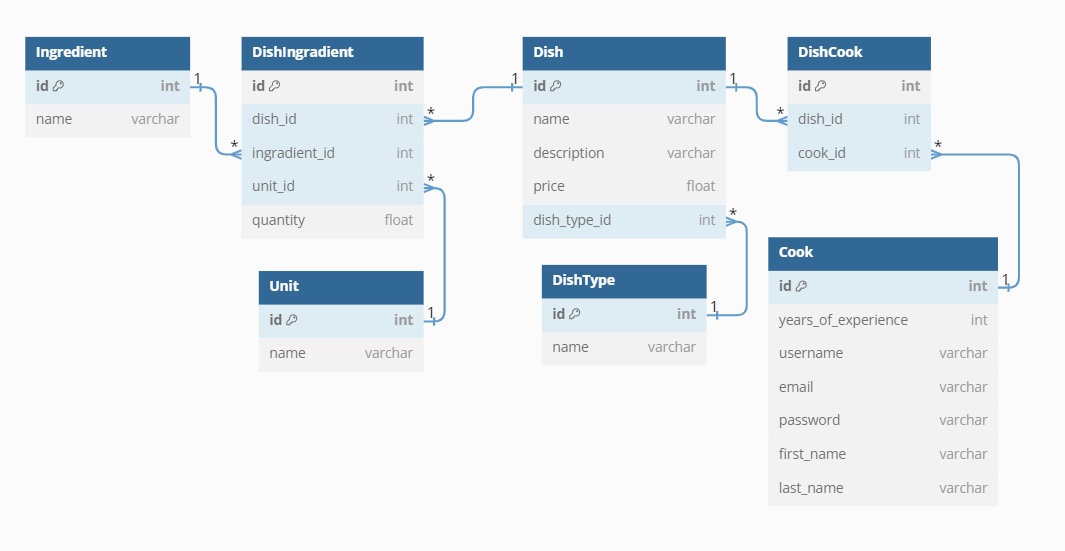 Ingredient
id int
name varchar
DishIngradient
id int
dish_id int
ingradient_id int
unit_id int
quantity float
Unit
id int
name varchar
Dish
id int
name varchar
description varchar
price float
dish_type_id int
DishType
id int
name varchar
DishCook
id int
dish_id int
cook_id int
Cook
id int
years_of_experience int
username varchar
email varchar
password varchar
first_name varchar
last_name varchar
1
*
1
*
*
1
1
*
*
1
*
1